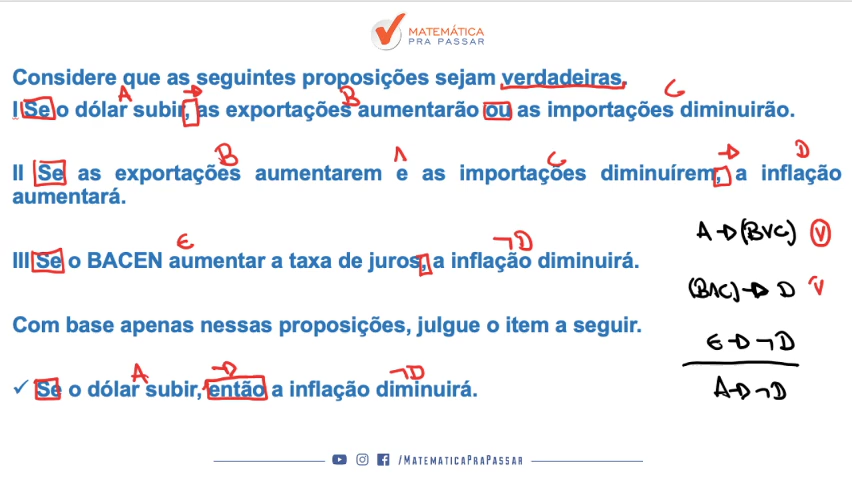 MATEMÁTICA
PRA PASSAR
Considere que as seguintes proposições sejam verdadeiras.
A → B C
I Se o dólar subir, as exportações aumentarão ou as importações diminuirão.
B ∧ C → D
II Se as exportações aumentarem e as importações diminuírem, a inflação
aumentará.
A → (B ∨ C) V
E ¬D
III Se o BACEN aumentar a taxa de juros, a inflação diminuirá.
(B ∧ C) → D V
Com base apenas nessas proposições, julgue o item a seguir.
E → ¬D
A → ¬D
✓ Se o dólar subir, então a inflação diminuirá.
A → ¬D
/MATEMATICAPRAPASSAR